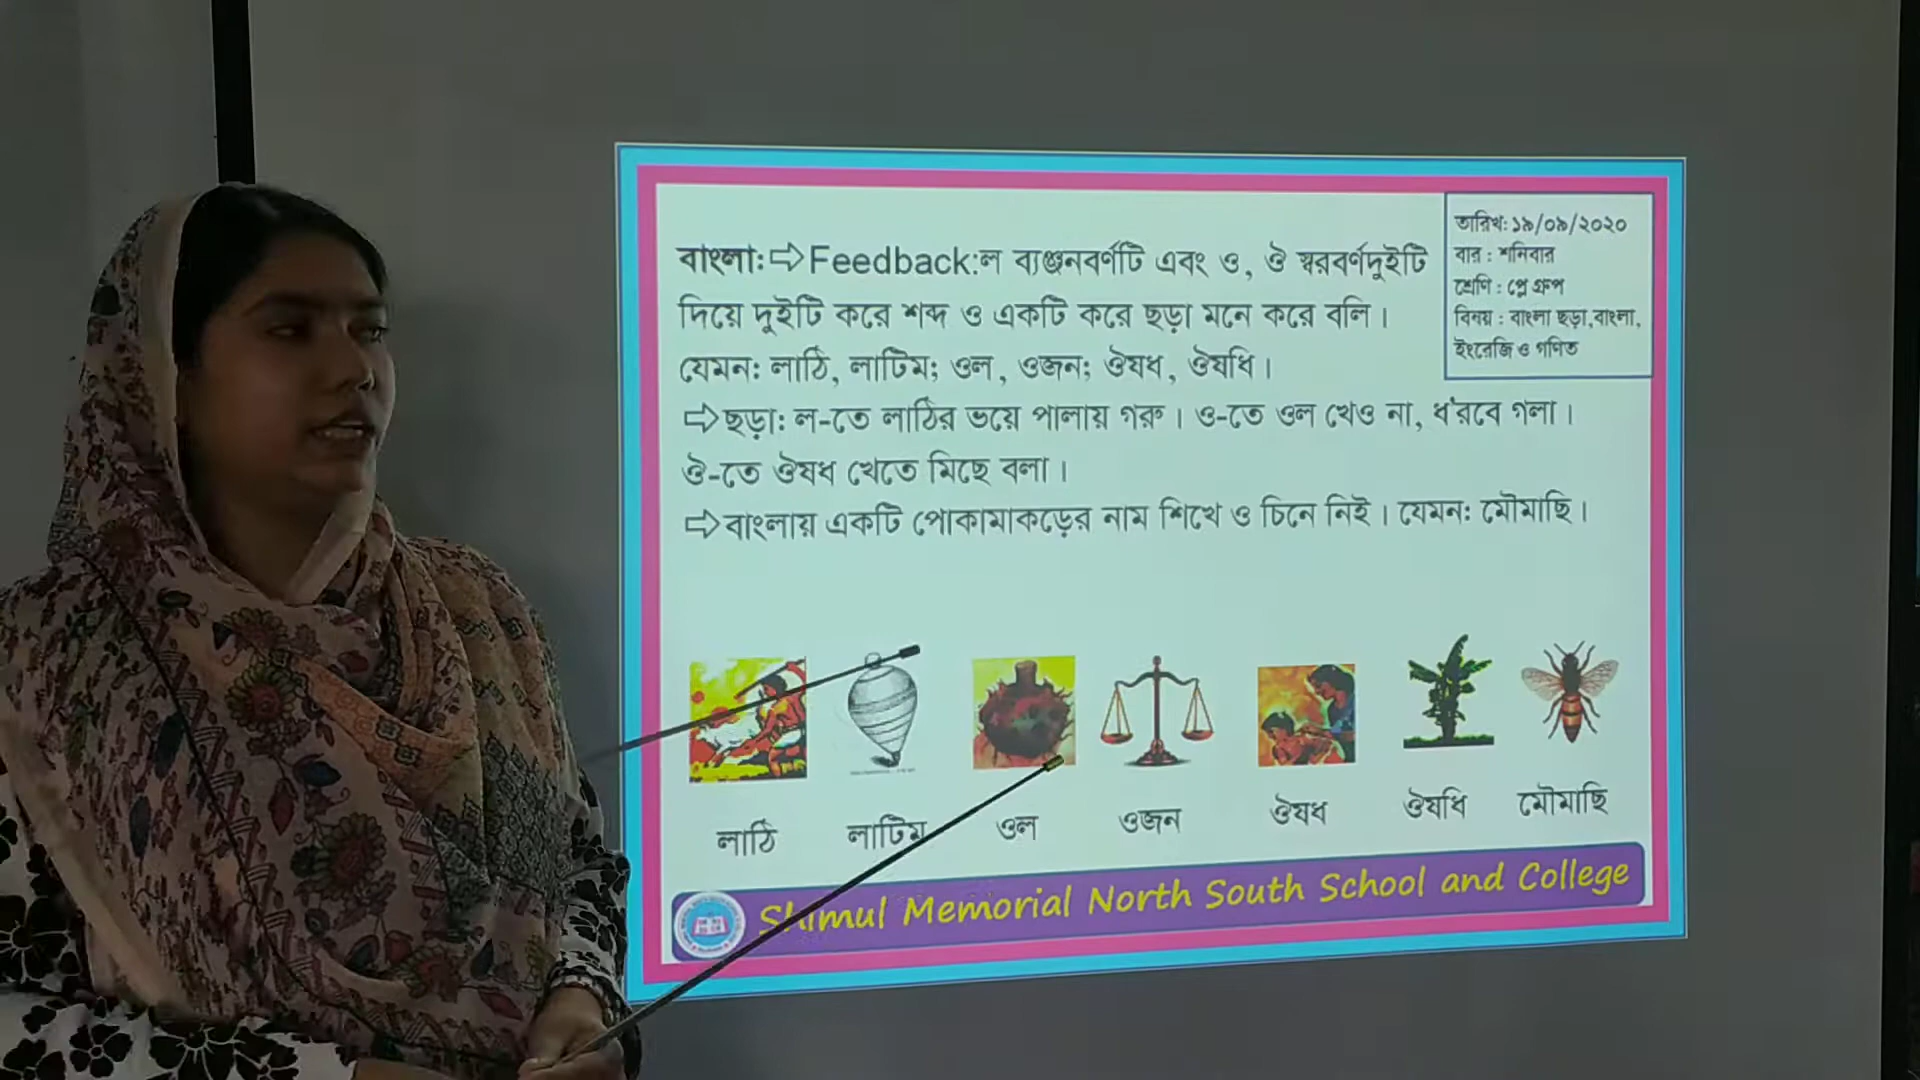 বাংলা:⇨Feedback:ল ব্যঞ্জনবর্ণটি এবং ও, ঔ স্বরবর্ণদুইটি
দিয়ে দুইটি করে শব্দ ও একটি করে ছড়া মনে করে বলি।
যেমন: লাঠি, লাটিম; ওল, ওজন; ঔষধ, ঔষধি।
⇨ছড়া: ল-তে লাঠির ভয়ে পালায় গরু। ও-তে ওল খেও না, ধ'রবে গলা।
ঔ-তে ঔষধ খেতে মিছে বলা।
⇨বাংলায় একটি পোকামাকড়ের নাম শিখে ও চিনে নিই। যেমন: মৌমাছি।
তারিখ: ১৯/০৯/২০২০
বার : শনিবার
শ্রেণি : প্লে গ্রুপ
বিষয় : বাংলা ছড়া,বাংলা,
ইংরেজি ও গণিত
লাঠি লাটিম ওল ওজন ঔষধ ঔষধি মৌমাছি
Shimul Memorial North South School and College